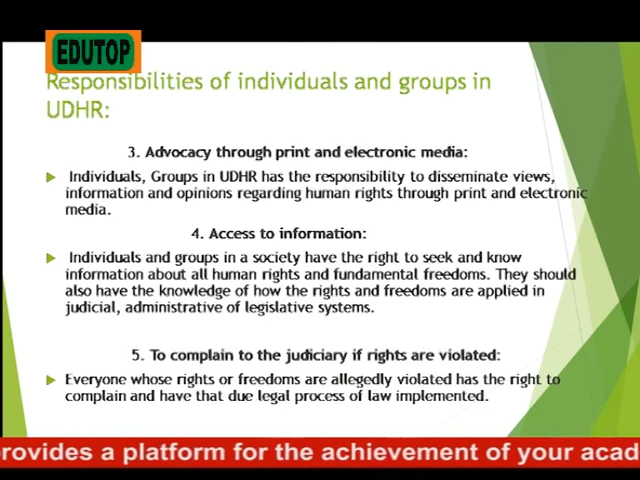 EDUTOP
Responsibilities of individuals and groups in
UDHR:
3. Advocacy through print and electronic media:
Individuals, Groups in UDHR has the responsibility to disseminate views,
information and opinions regarding human rights through print and electronic
media.
4. Access to information:
Individuals and groups in a society have the right to seek and know
information about all human rights and fundamental freedoms. They should
also have the knowledge of how the rights and freedoms are applied in
judicial, administrative of legislative systems.
5. To complain to the judiciary if rights are violated:
Everyone whose rights or freedoms are allegedly violated has the right to
complain and have that due legal process of law implemented.
rovides a platform for the achievement of your acad